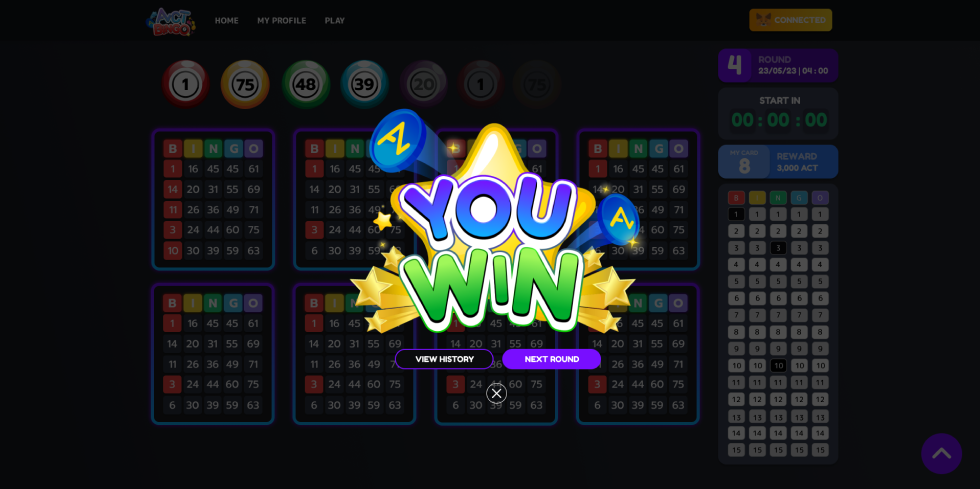 ACT BINGO
HOME MY PROFILE PLAY
CONNECTED
1 75 48 39 20 1 75
4
ROUND
23/05/23 | 04 : 00
START IN
00 : 00 : 00
MY CARD
8
REWARD
3,000 ACT
YOU
WIN
VIEW HISTORY
NEXT ROUND
B I N G O
1 16 45 45 61
14 20 31 55 69
11 26 36 49 71
3 24 44 60 75
10 30 39 59 63
B I N
1 16 45 45
14 20 31 55
11 26 36 49
3 24 44 60
6 30 39 59
O
61
B I N G O
1 16 45 45 61
14 20 31 55 69
36 49 71
60 75
39 59 63
B I N G O
1 16 45 45 61
14 20 31 55 69
11 26 36 49 71
3 24 44 60 75
6 30 39 59 63
B I
1 16 45
14 20 31 55 69
11 26 36 49
3 24 44 60 75
6 30 39 59 63
1 61
14 20 31 55 69
36 71
3 24 44 60 75
6 30 39 59 63
B I N G O
16 45 45 61
14 20 31 55 69
11 26 36 49 71
3 24 44 60 75
6 30 39 59 63
B I N G O
1 1 1 1 1
2 2 2 2 2
3 3 3 3 3
4 4 4 4 4
5 5 5 5 5
6 6 6 6 6
7 7 7 7 7
8 8 8 8 8
9 9 9 9 9
10 10 10 10 10
11 11 11 11 11
12 12 12 12 12
13 13 13 13 13
14 14 14 14 14
15 15 15 15 15